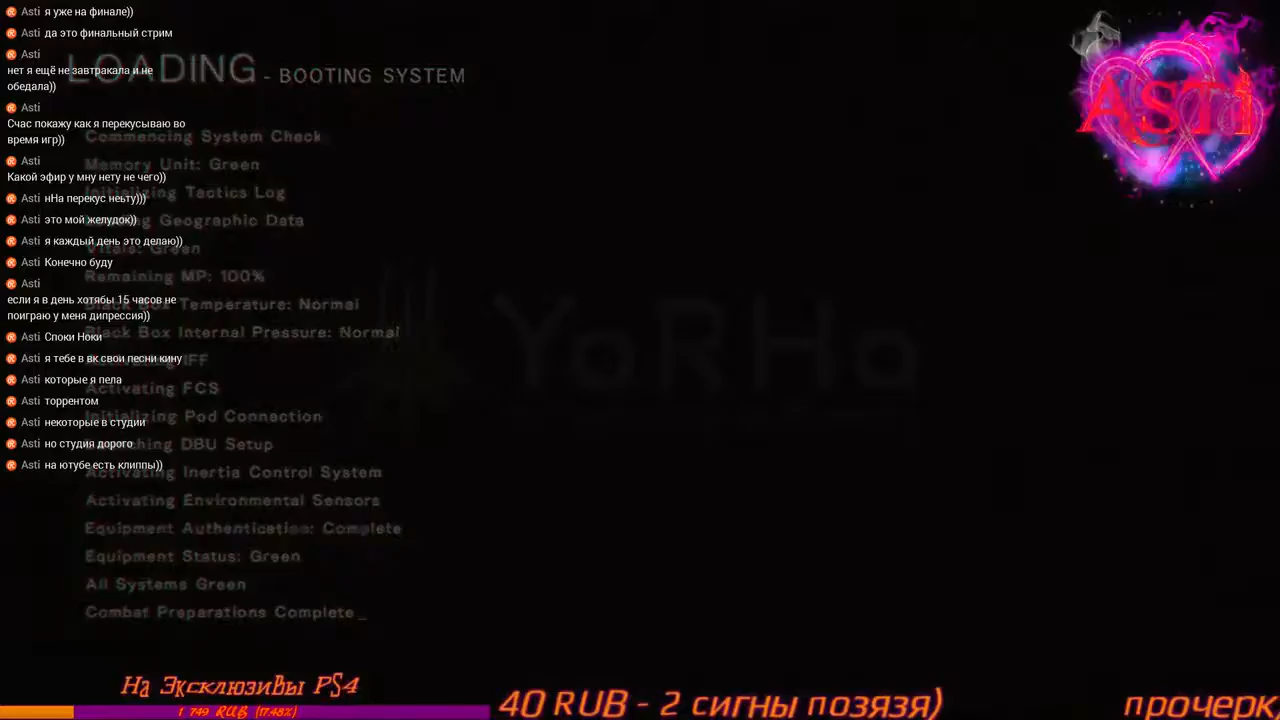 Asti я уже на финале))
Asti да это финальный стрим
Asti
нет я ещё не завтракала и не
обедала))
Asti
Счас покажу как я перекусываю во
время игр))
Asti
Какой эфир у мну нету не чего))
Asti нНа перекус неьту)))
Asti это мой желудок))
Asti я каждый день это делаю))
Asti Конечно буду
Asti
если я в день хотябы 15 часов не
поиграю у меня дипрессия))
Asti Споки Ноки
Asti я тебе в вк свои песни кину
Asti которые я пела
Asti торрентом
Asti некоторые в студии
Asti но студия дорого
Asti на ютубе есть клиппы))
LOADING - BOOTING SYSTEM
Commencing System Check
Memory Unit: Green
Initializing Tactics Log
Geographic Data
Vitals: Green
Remaining MP: 100%
Black Box Temperature: Normal
Black Box Internal Pressure: Normal
IFF
Activating FCS
Initializing Pod Connection
DBU Setup
Activating Inertia Control System
Activating Environmental Sensors
Equipment Authentication: Complete
Equipment Status: Green
All Systems Green
Combat Preparations Complete_
YoRHa
ASTI
На Эксклюзивы PS4
1 749 RUB (17.48%)
40 RUB - 2 сигны позязя)
прочерк